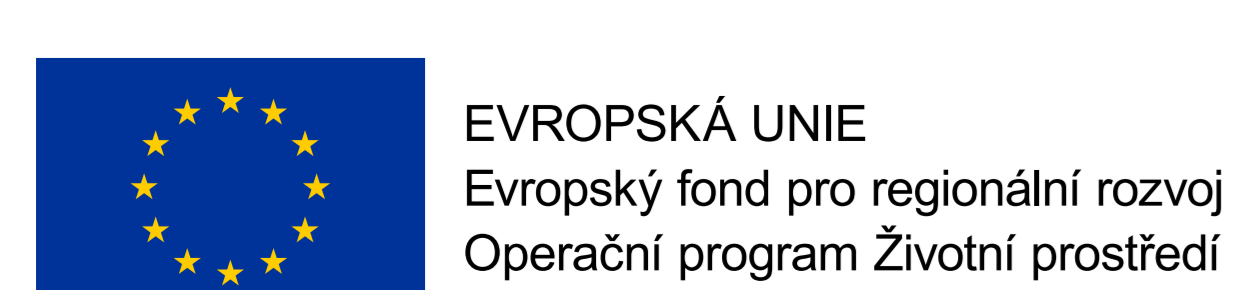 EVROPSKÁ UNIE
Evropský fond pro regionální rozvoj
Operační program Životní prostředí